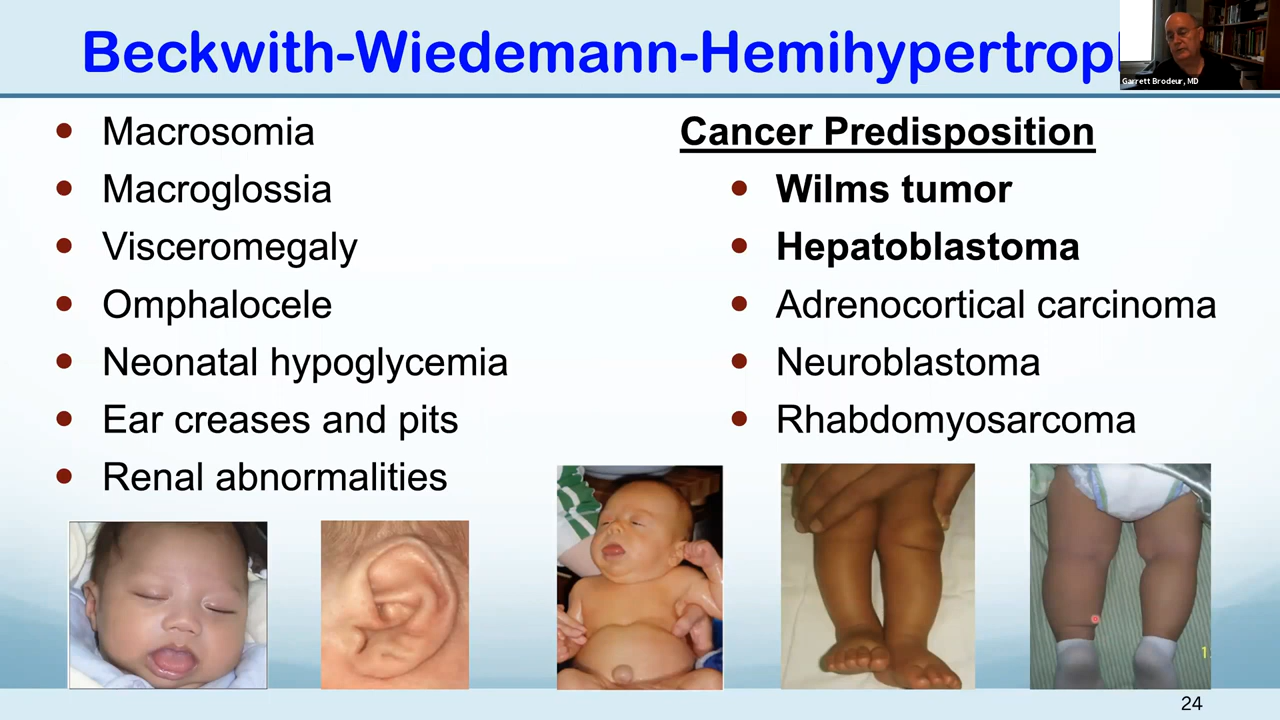 Beckwith-Wiedemann-Hemihypertrop
Garrett Brodeur, MD
• Macrosomia
• Macroglossia
• Visceromegaly
• Omphalocele
• Neonatal hypoglycemia
• Ear creases and pits
• Renal abnormalities
Cancer Predisposition
• Wilms tumor
• Hepatoblastoma
• Adrenocortical carcinoma
• Neuroblastoma
• Rhabdomyosarcoma
1
24